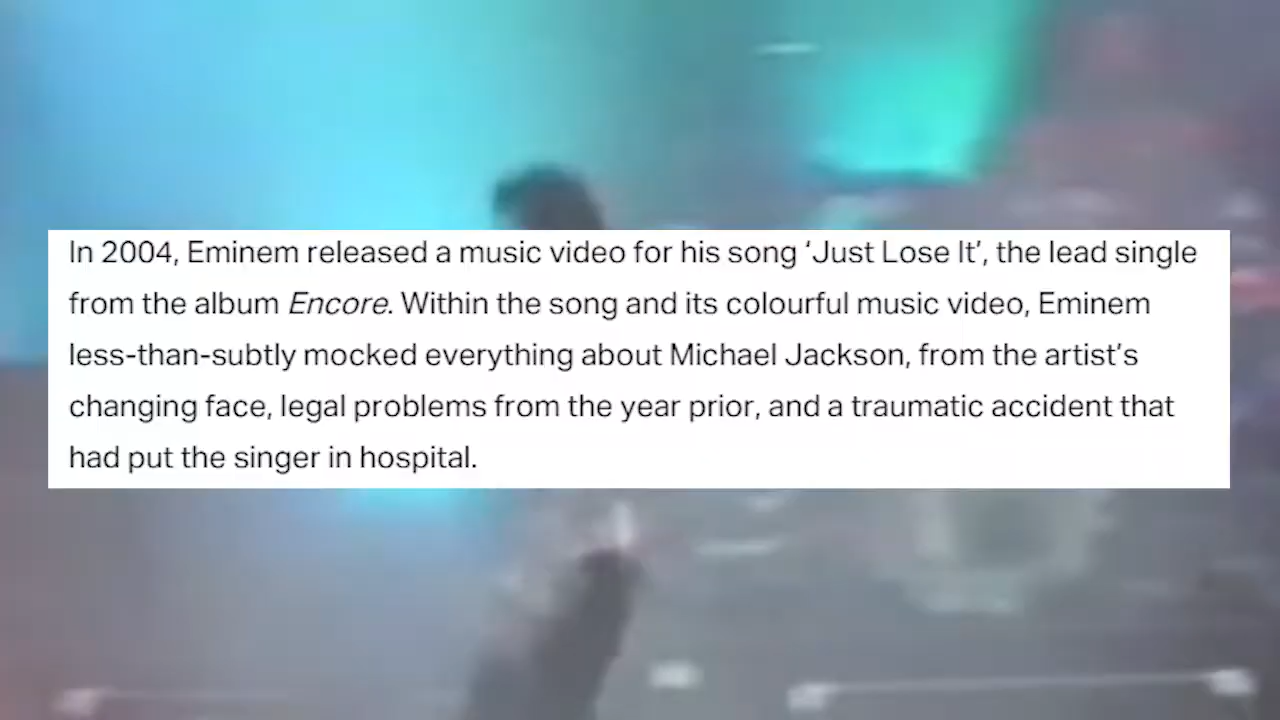 In 2004, Eminem released a music video for his song ‘Just Lose It’, the lead single
from the album Encore. Within the song and its colourful music video, Eminem
less-than-subtly mocked everything about Michael Jackson, from the artist’s
changing face, legal problems from the year prior, and a traumatic accident that
had put the singer in hospital.